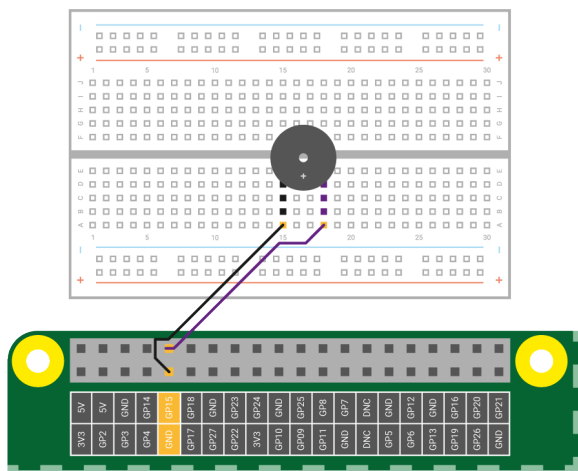 − −
+ +
1 5 10 15 20 25 30
J J
I I
H H
G G
F F
+
E E
D D
C C
B B
A A
1 5 10 15 20 25 30
− −
+ +
5V 5V GND GP14 GP15 GP18 GND GP23 GP24 GND GP25 GP8 GP7 DNC GND GP12 GND GP16 GP20 GP21
3V3 GP2 GP3 GP4 GND GP17 GP27 GP22 3V3 GP10 GP09 GP11 GND DNC GP5 GP6 GP13 GP19 GP26 GND